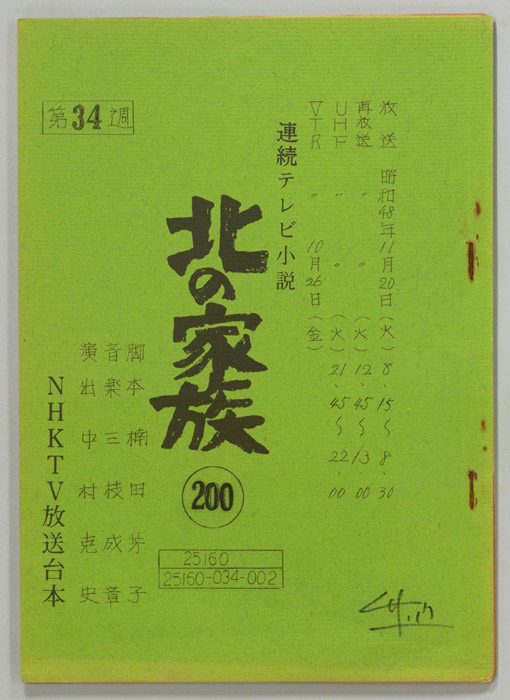 第34週
放送 昭和48年11月20日(火) 8.15〜8.30
再放送 〃 〃 (火) 12.45〜13.00
UHF 〃 〃 (火) 21.45〜22.00
VTR 〃 10月26日(金)
連続テレビ小説
北の家族
200
脚本 楠田芳子
音楽 三枝成章
演出 中村克史
NHKTV放送台本
25160
25160-034-002